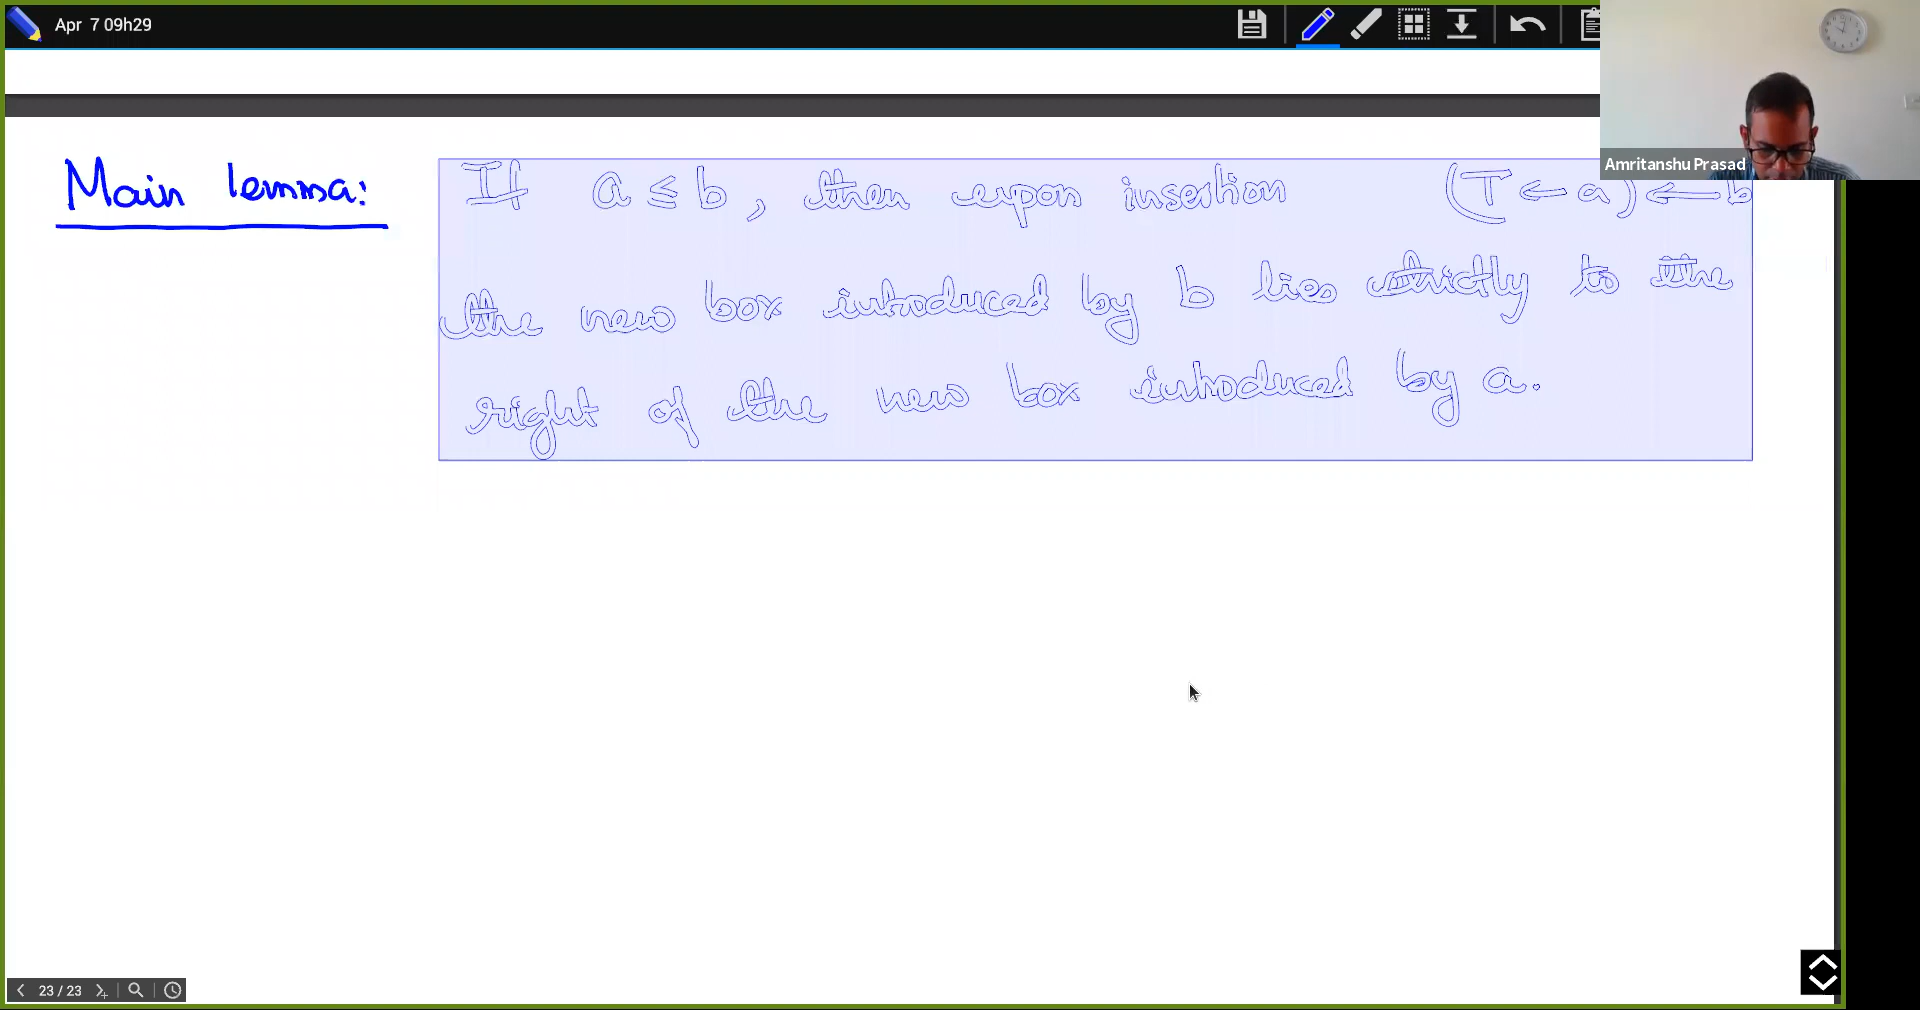 Apr 7 09h29
Amritanshu Prasad
Main lemma: If a ≤ b, then upon insertion (T ← a) ← b
the new box introduced by b lies strictly to the
right of the new box introduced by a.
23 / 23